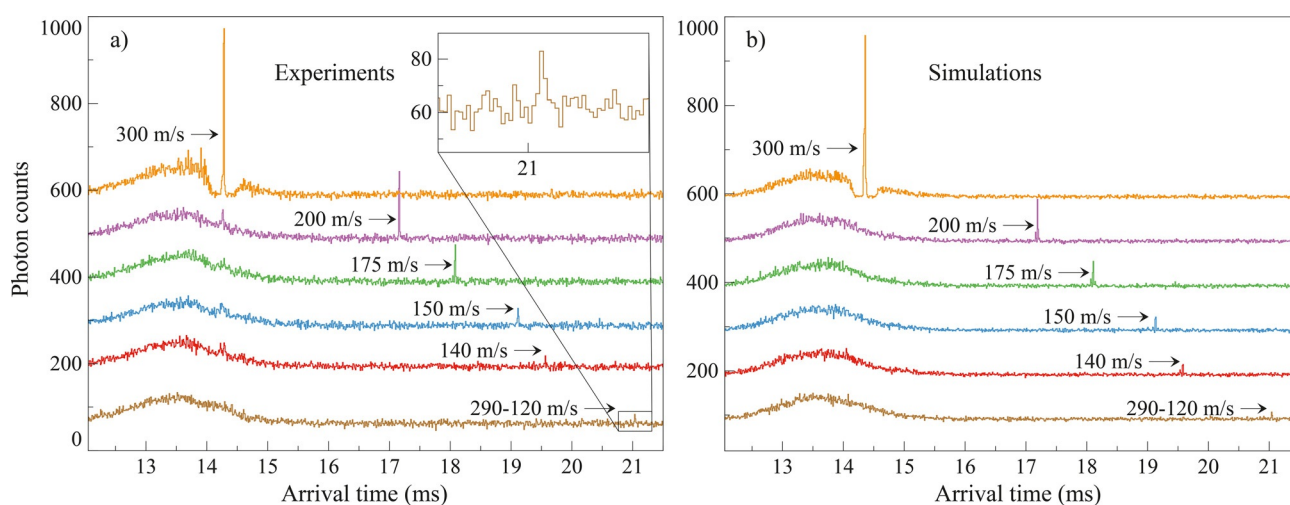 1000
800
600
400
200
0
Photon counts
a)
Experiments
80
60
21
300 m/s
200 m/s
175 m/s
150 m/s
140 m/s
290-120 m/s
13 14 15 16 17 18 19 20 21
Arrival time (ms)
1000
800
600
400
200
b)
Simulations
300 m/s
200 m/s
175 m/s
150 m/s
140 m/s
290-120 m/s
13 14 15 16 17 18 19 20 21
Arrival time (ms)